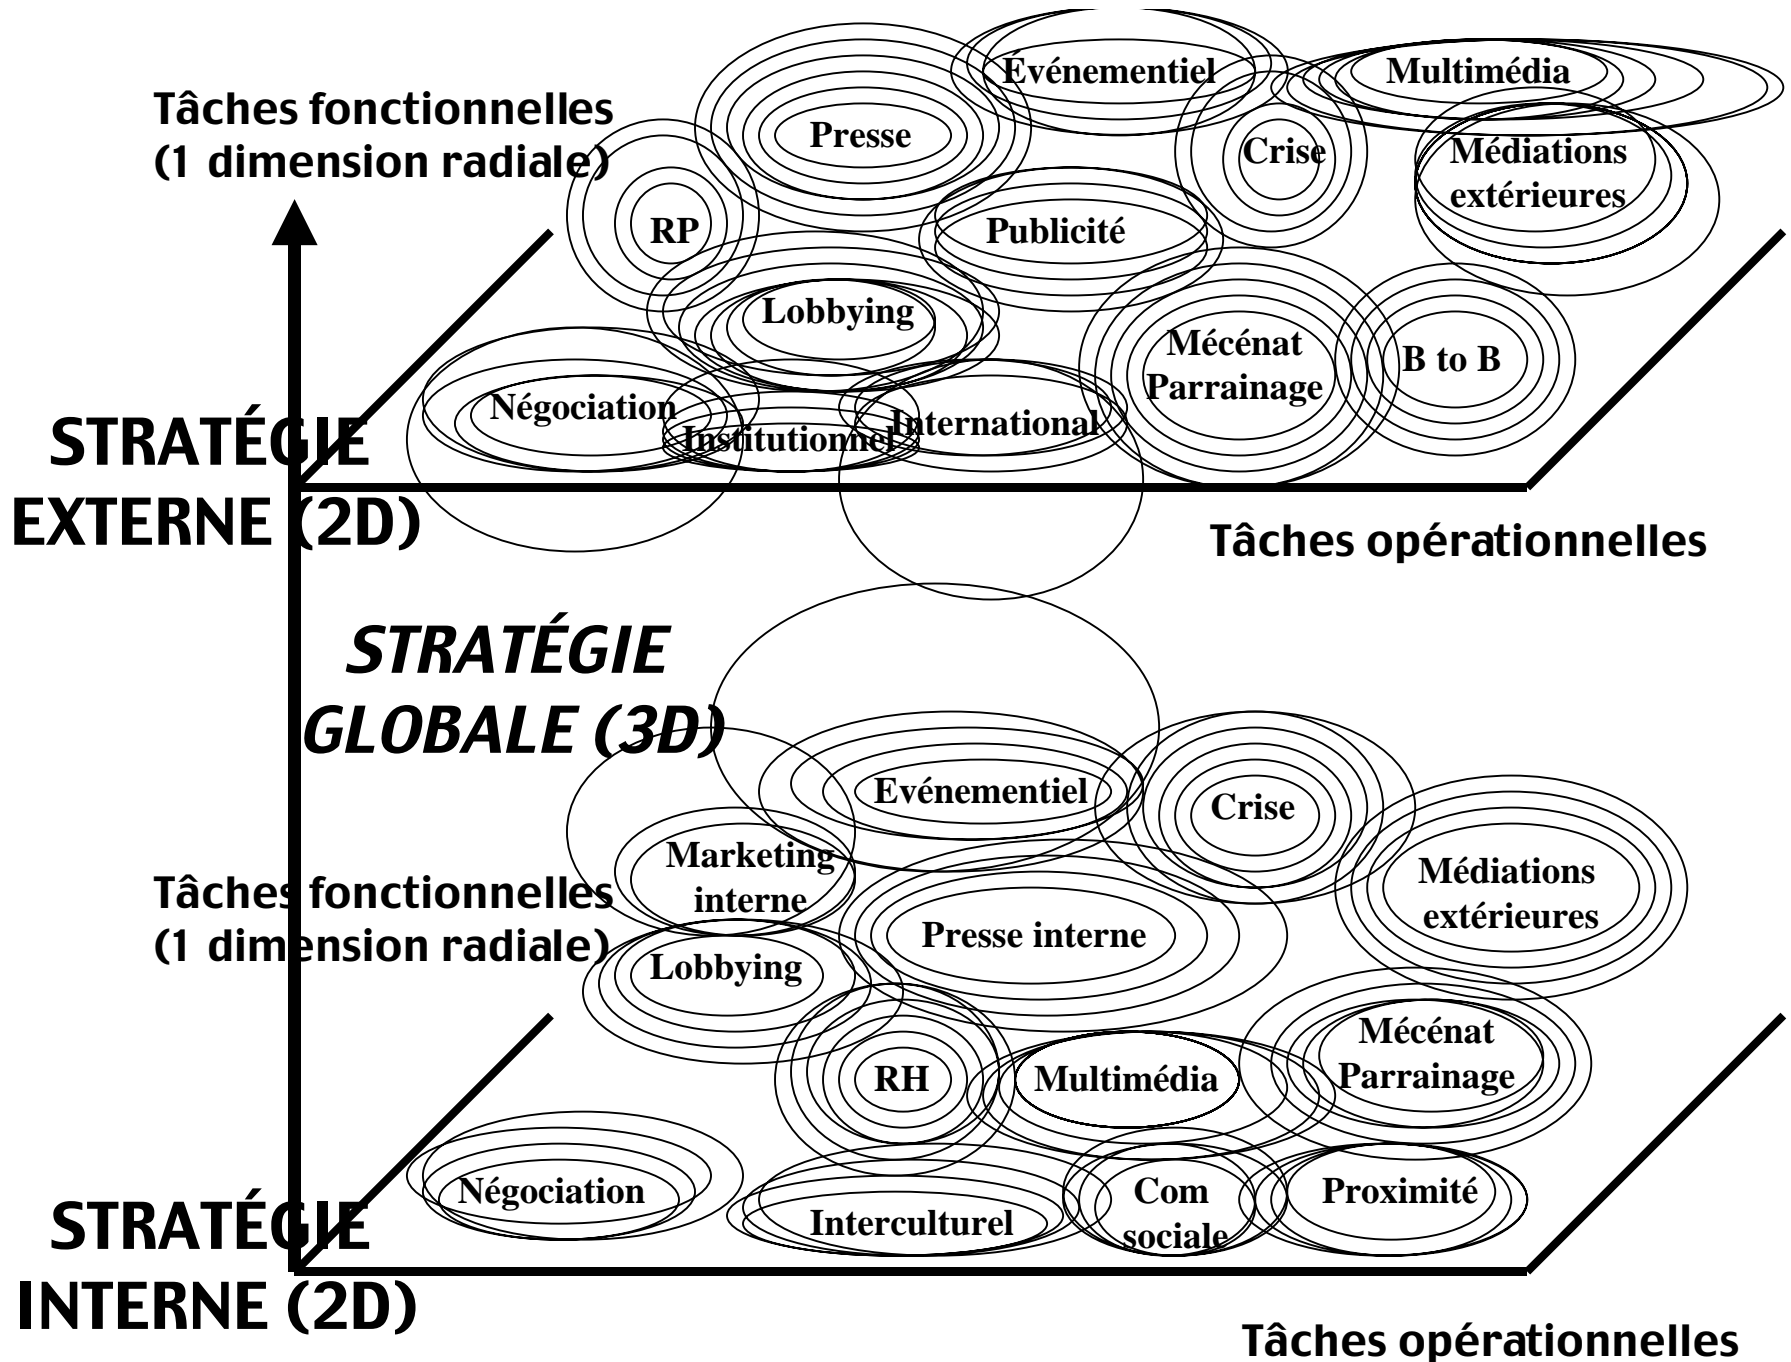 Événementiel
Multimédia
Tâches fonctionnelles
(1 dimension radiale)
Presse
Crise
Médiations
extérieures
RP
Publicité
Lobbying
Mécénat
Parrainage
B to B
Négociation
Institutionnel
International
STRATÉGIE
EXTERNE (2D)
Tâches opérationnelles
STRATÉGIE
GLOBALE (3D)
Evénementiel
Crise
Marketing
interne
Médiations
extérieures
Tâches fonctionnelles
(1 dimension radiale)
Presse interne
Lobbying
Mécénat
Parrainage
RH
Multimédia
Négociation
Interculturel
Com
sociale
Proximité
STRATÉGIE
INTERNE (2D)
Tâches opérationnelles